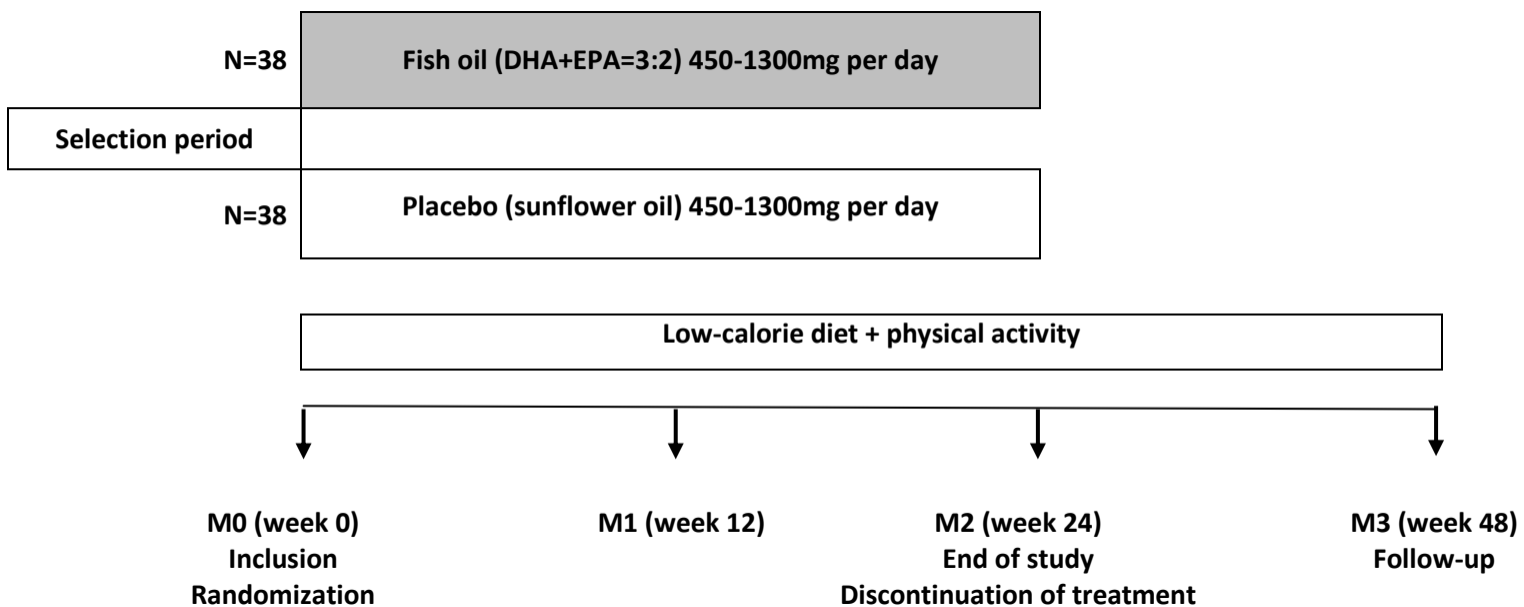 N=38
Fish oil (DHA+EPA=3:2) 450-1300mg per day
Selection period
N=38
Placebo (sunflower oil) 450-1300mg per day
Low-calorie diet + physical activity
M0 (week 0)
Inclusion
Randomization
M1 (week 12)
M2 (week 24)
End of study
Discontinuation of treatment
M3 (week 48)
Follow-up